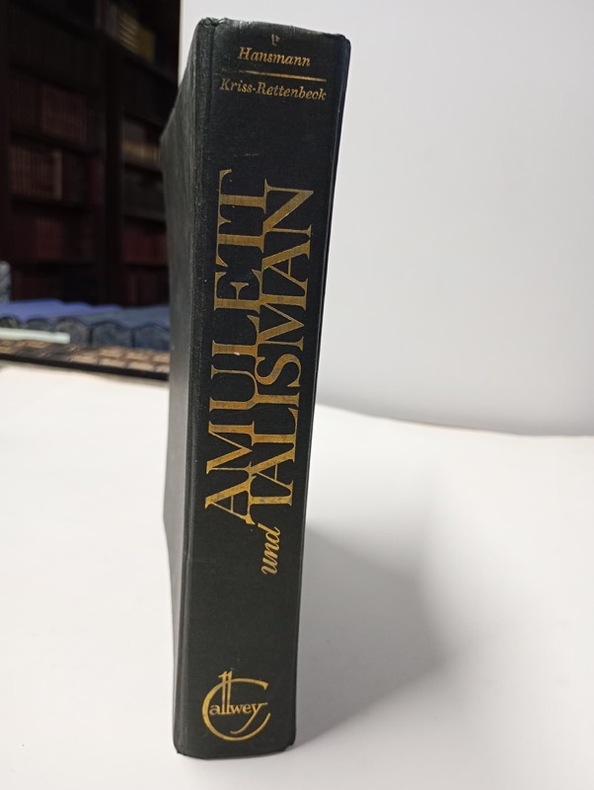 Hansmann
Kriss-Rettenbeck
AMULETT
und TALISMAN
Callwey